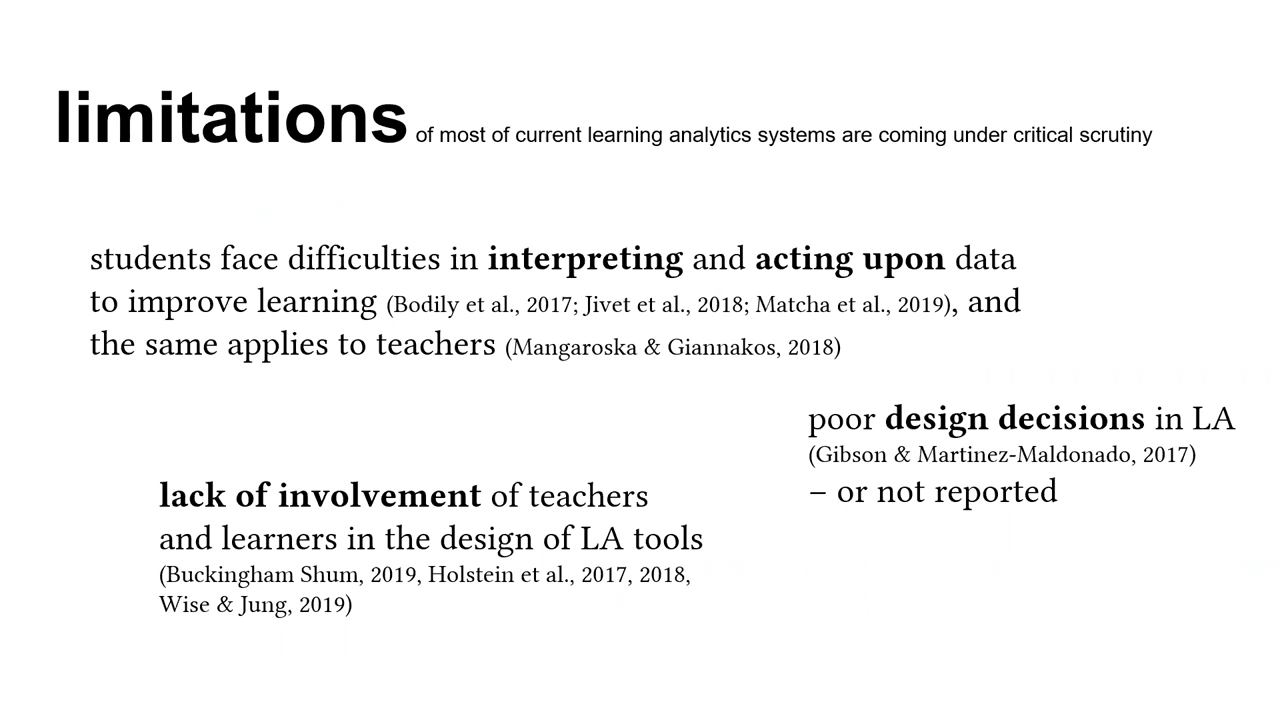 limitations of most of current learning analytics systems are coming under critical scrutiny
students face difficulties in interpreting and acting upon data
to improve learning (Bodily et al., 2017; Jivet et al., 2018; Matcha et al., 2019), and
the same applies to teachers (Mangaroska & Giannakos, 2018)
poor design decisions in LA
(Gibson & Martinez-Maldonado, 2017)
– or not reported
lack of involvement of teachers
and learners in the design of LA tools
(Buckingham Shum, 2019, Holstein et al., 2017, 2018,
Wise & Jung, 2019)